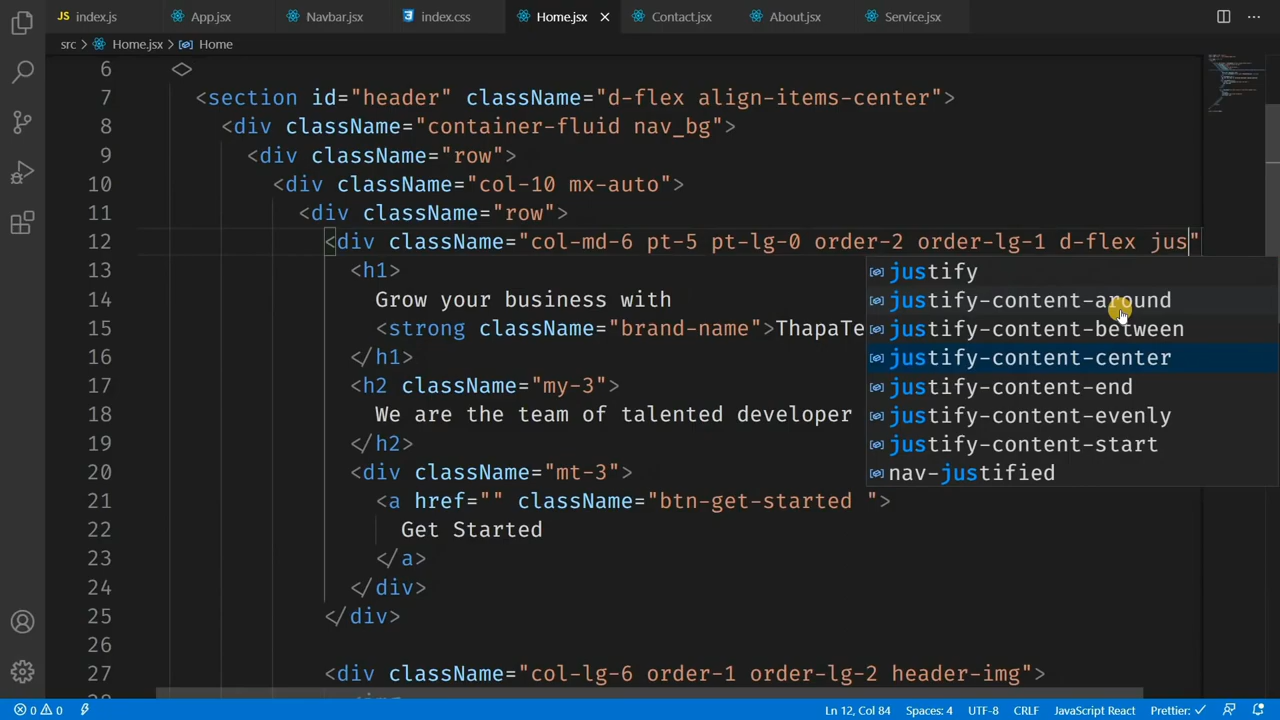 JS index.js App.jsx Navbar.jsx index.css Home.jsx Contact.jsx About.jsx Service.jsx
src > Home.jsx > Home
6 <>
7 <section id="header" className="d-flex align-items-center">
8 <div className="container-fluid nav_bg">
9 <div className="row">
10 <div className="col-10 mx-auto">
11 <div className="row">
12 <div className="col-md-6 pt-5 pt-lg-0 order-2 order-lg-1 d-flex jus"
13 <h1>
justify
14 Grow your business with
justify-content-around
15 <strong className="brand-name">ThapaTe
justify-content-between
16 </h1>
justify-content-center
17 <h2 className="my-3">
justify-content-end
18 We are the team of talented developer
justify-content-evenly
19 </h2>
justify-content-start
20 <div className="mt-3">
nav-justified
21 <a href="" className="btn-get-started ">
22 Get Started
23 </a>
24 </div>
25 </div>
26
27 <div className="col-lg-6 order-1 order-lg-2 header-img">
0 0 Ln 12, Col 84 Spaces: 4 UTF-8 CRLF JavaScript React Prettier: ✓